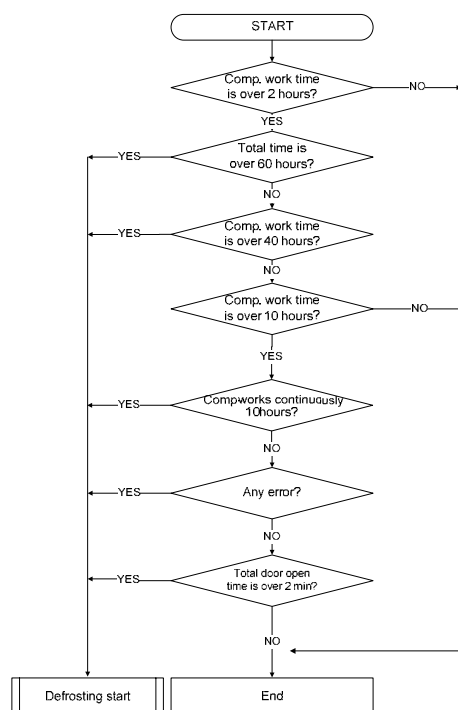 START
Comp. work time
is over 2 hours?
NO
YES
Total time is
over 60 hours?
YES
NO
Comp. work time
is over 40 hours?
YES
NO
Comp. work time
is over 10 hours?
NO
YES
Comp works continuously
10hours?
YES
NO
Any error?
YES
NO
Total door open
time is over 2 min?
YES
NO
Defrosting start
End